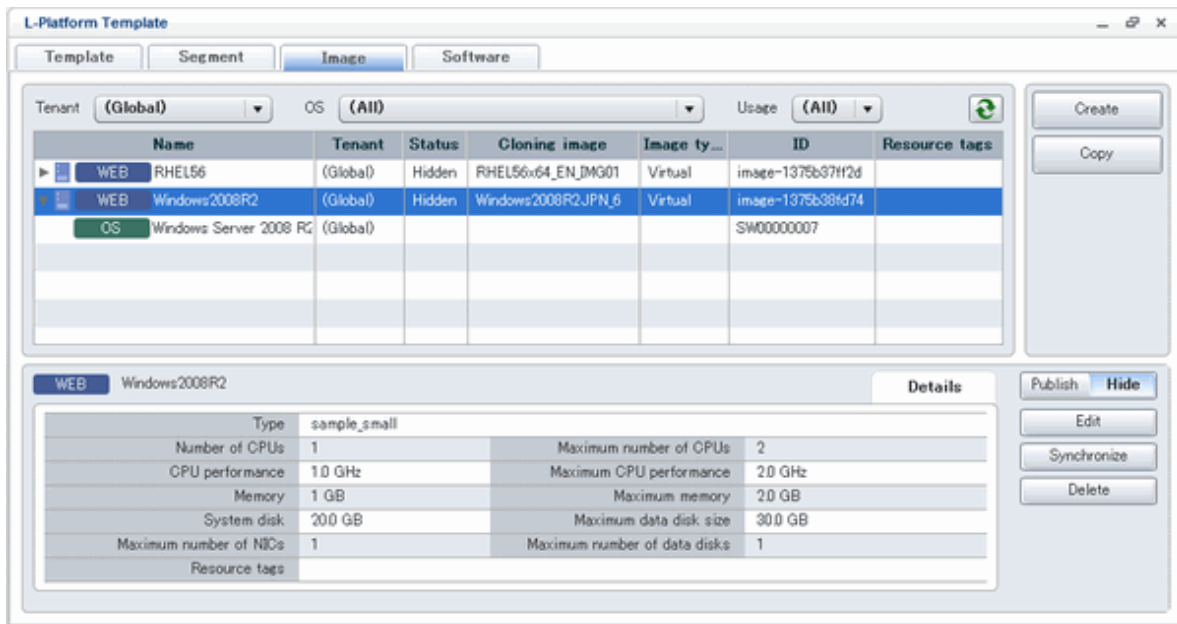 L-Platform Template
Template Segment Image Software
Tenant (Global) OS (All) Usage (All) Create
Copy
Name Tenant Status Cloning image Image ty... ID Resource tags
WEB RHEL56 (Global) Hidden RHEL56x64_EN_IMG01 Virtual image-1375b37ff2d
WEB Windows2008R2 (Global) Hidden Windows2008R2JPN_6 Virtual image-1375b38fd74
OS Windows Server 2008 R2 (Global) SW00000007
WEB Windows2008R2 Details Publish Hide
Type sample_small Edit
Number of CPUs 1 Maximum number of CPUs 2
Synchronize
CPU performance 1.0 GHz Maximum CPU performance 2.0 GHz
Memory 1 GB Maximum memory 2.0 GB Delete
System disk 20.0 GB Maximum data disk size 30.0 GB
Maximum number of NICs 1 Maximum number of data disks 1
Resource tags